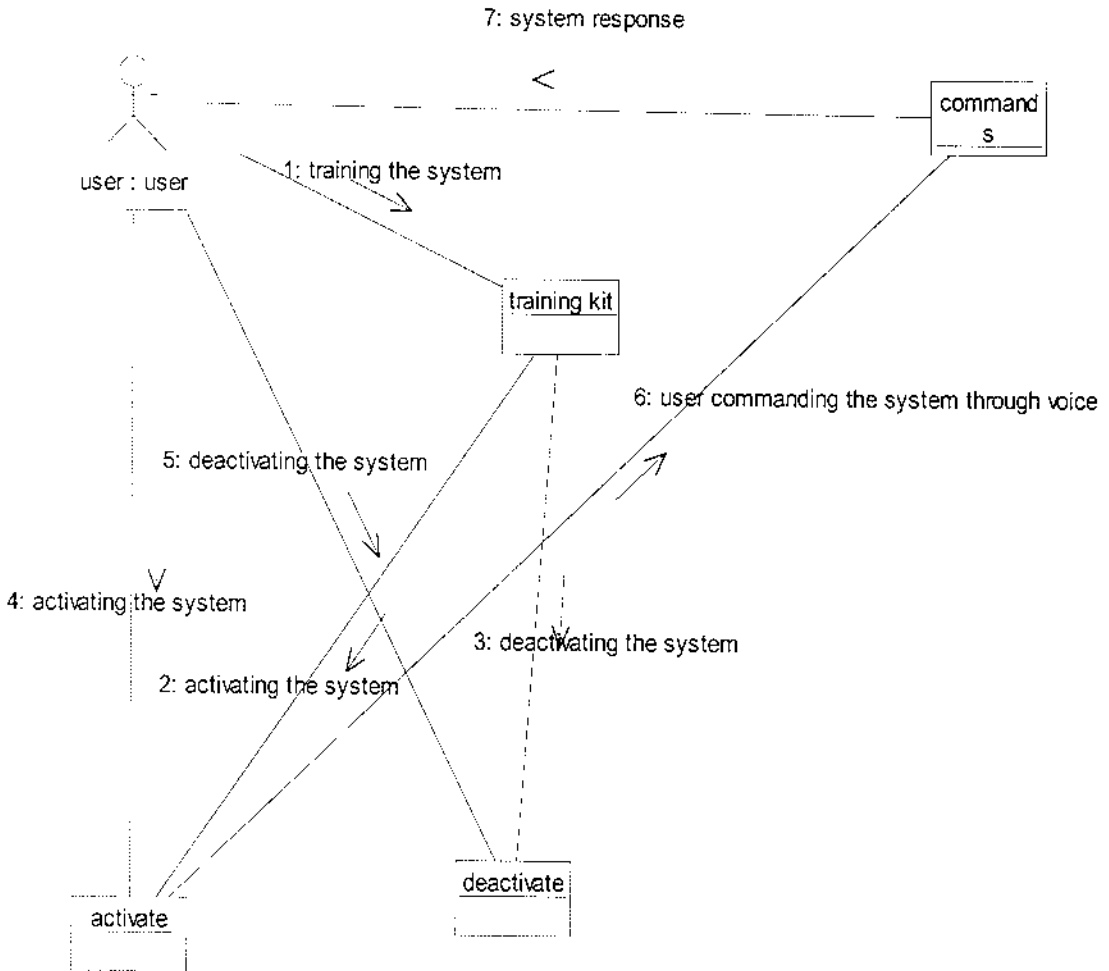 7: system response
command
s
1: training the system
user : user
training kit
6: user commanding the system through voice
5: deactivating the system
4: activating the system
3: deactivating the system
2: activating the system
deactivate
activate